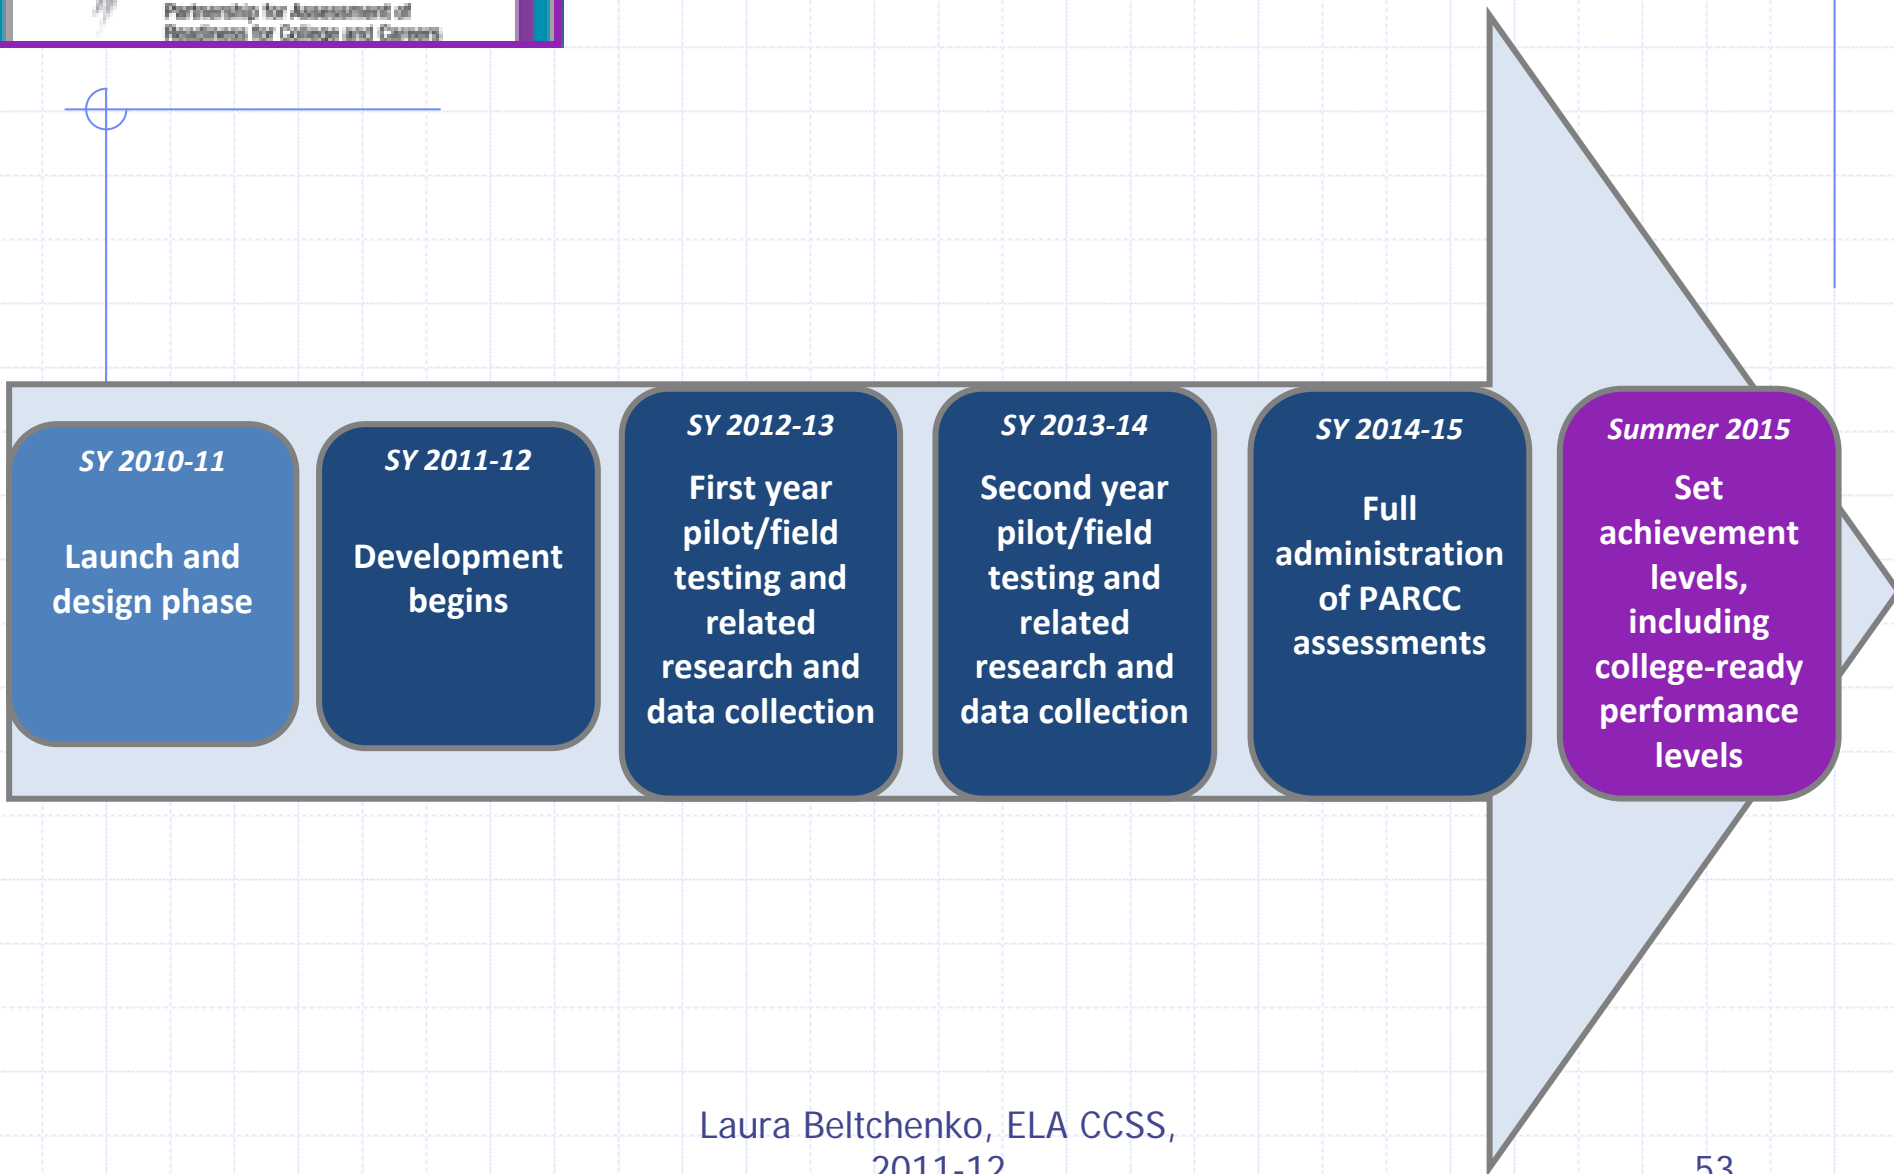 Partnership for Assessment of
Readiness for College and Careers
SY 2010-11
Launch and
design phase
SY 2011-12
Development
begins
SY 2012-13
First year
pilot/field
testing and
related
research and
data collection
SY 2013-14
Second year
pilot/field
testing and
related
research and
data collection
SY 2014-15
Full
administration
of PARCC
assessments
Summer 2015
Set
achievement
levels,
including
college-ready
performance
levels
Laura Beltchenko, ELA CCSS,
2011-12
53